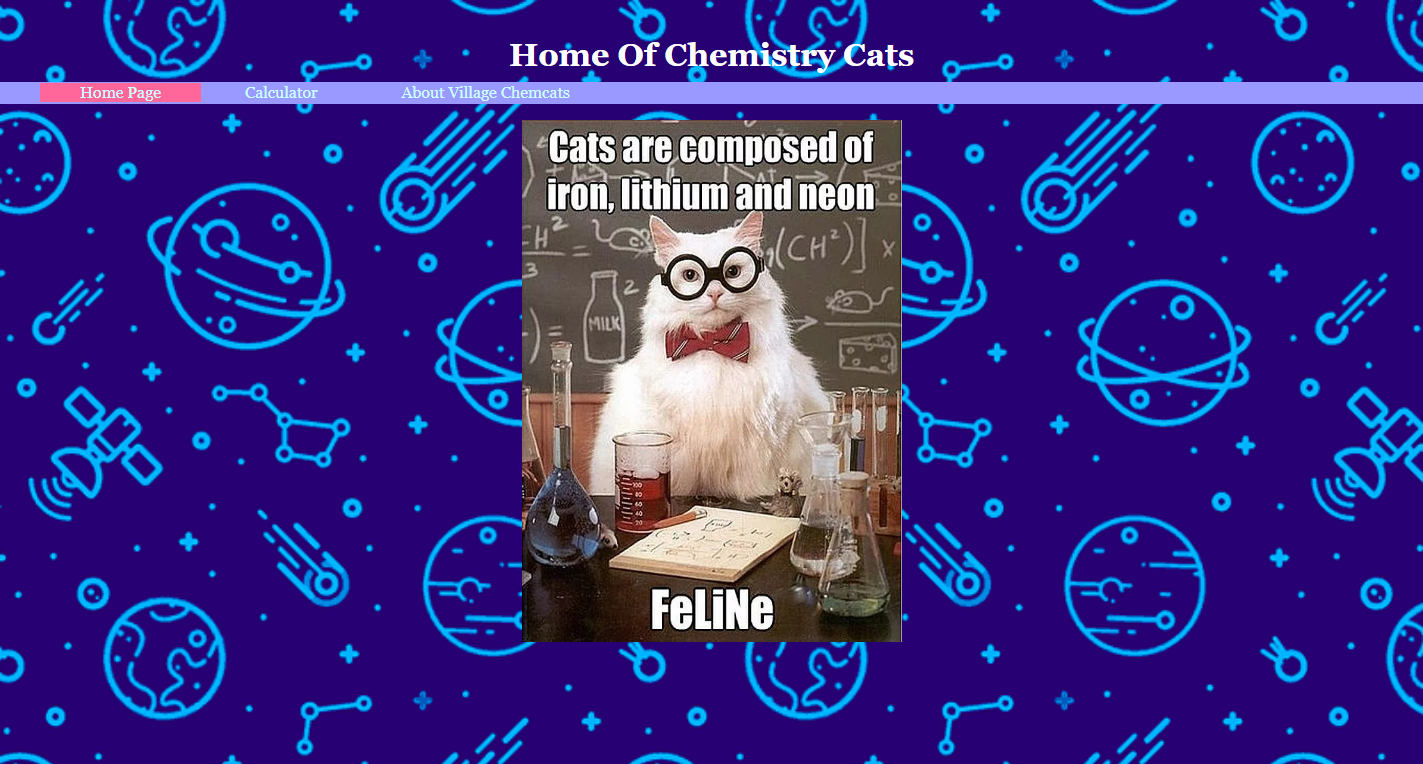 Home Of Chemistry Cats
Home Page Calculator About Village Chemcats
Cats are composed of
iron, lithium and neon
MILK
FeLiNe